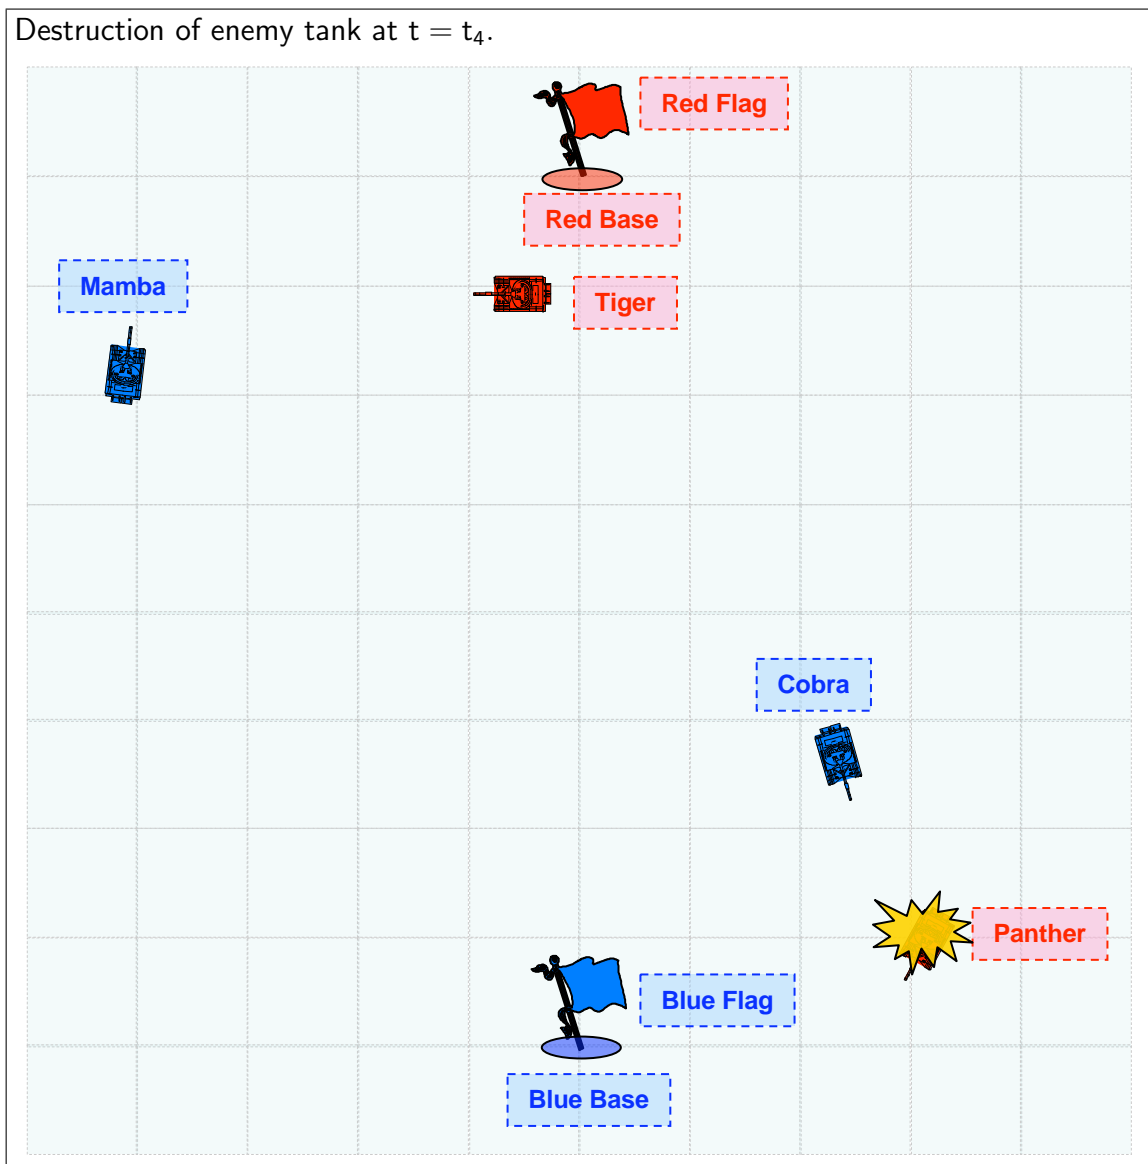 Destruction of enemy tank at t = t₄.
Red Flag
Red Base
Mamba
Tiger
Cobra
Panther
Blue Flag
Blue Base